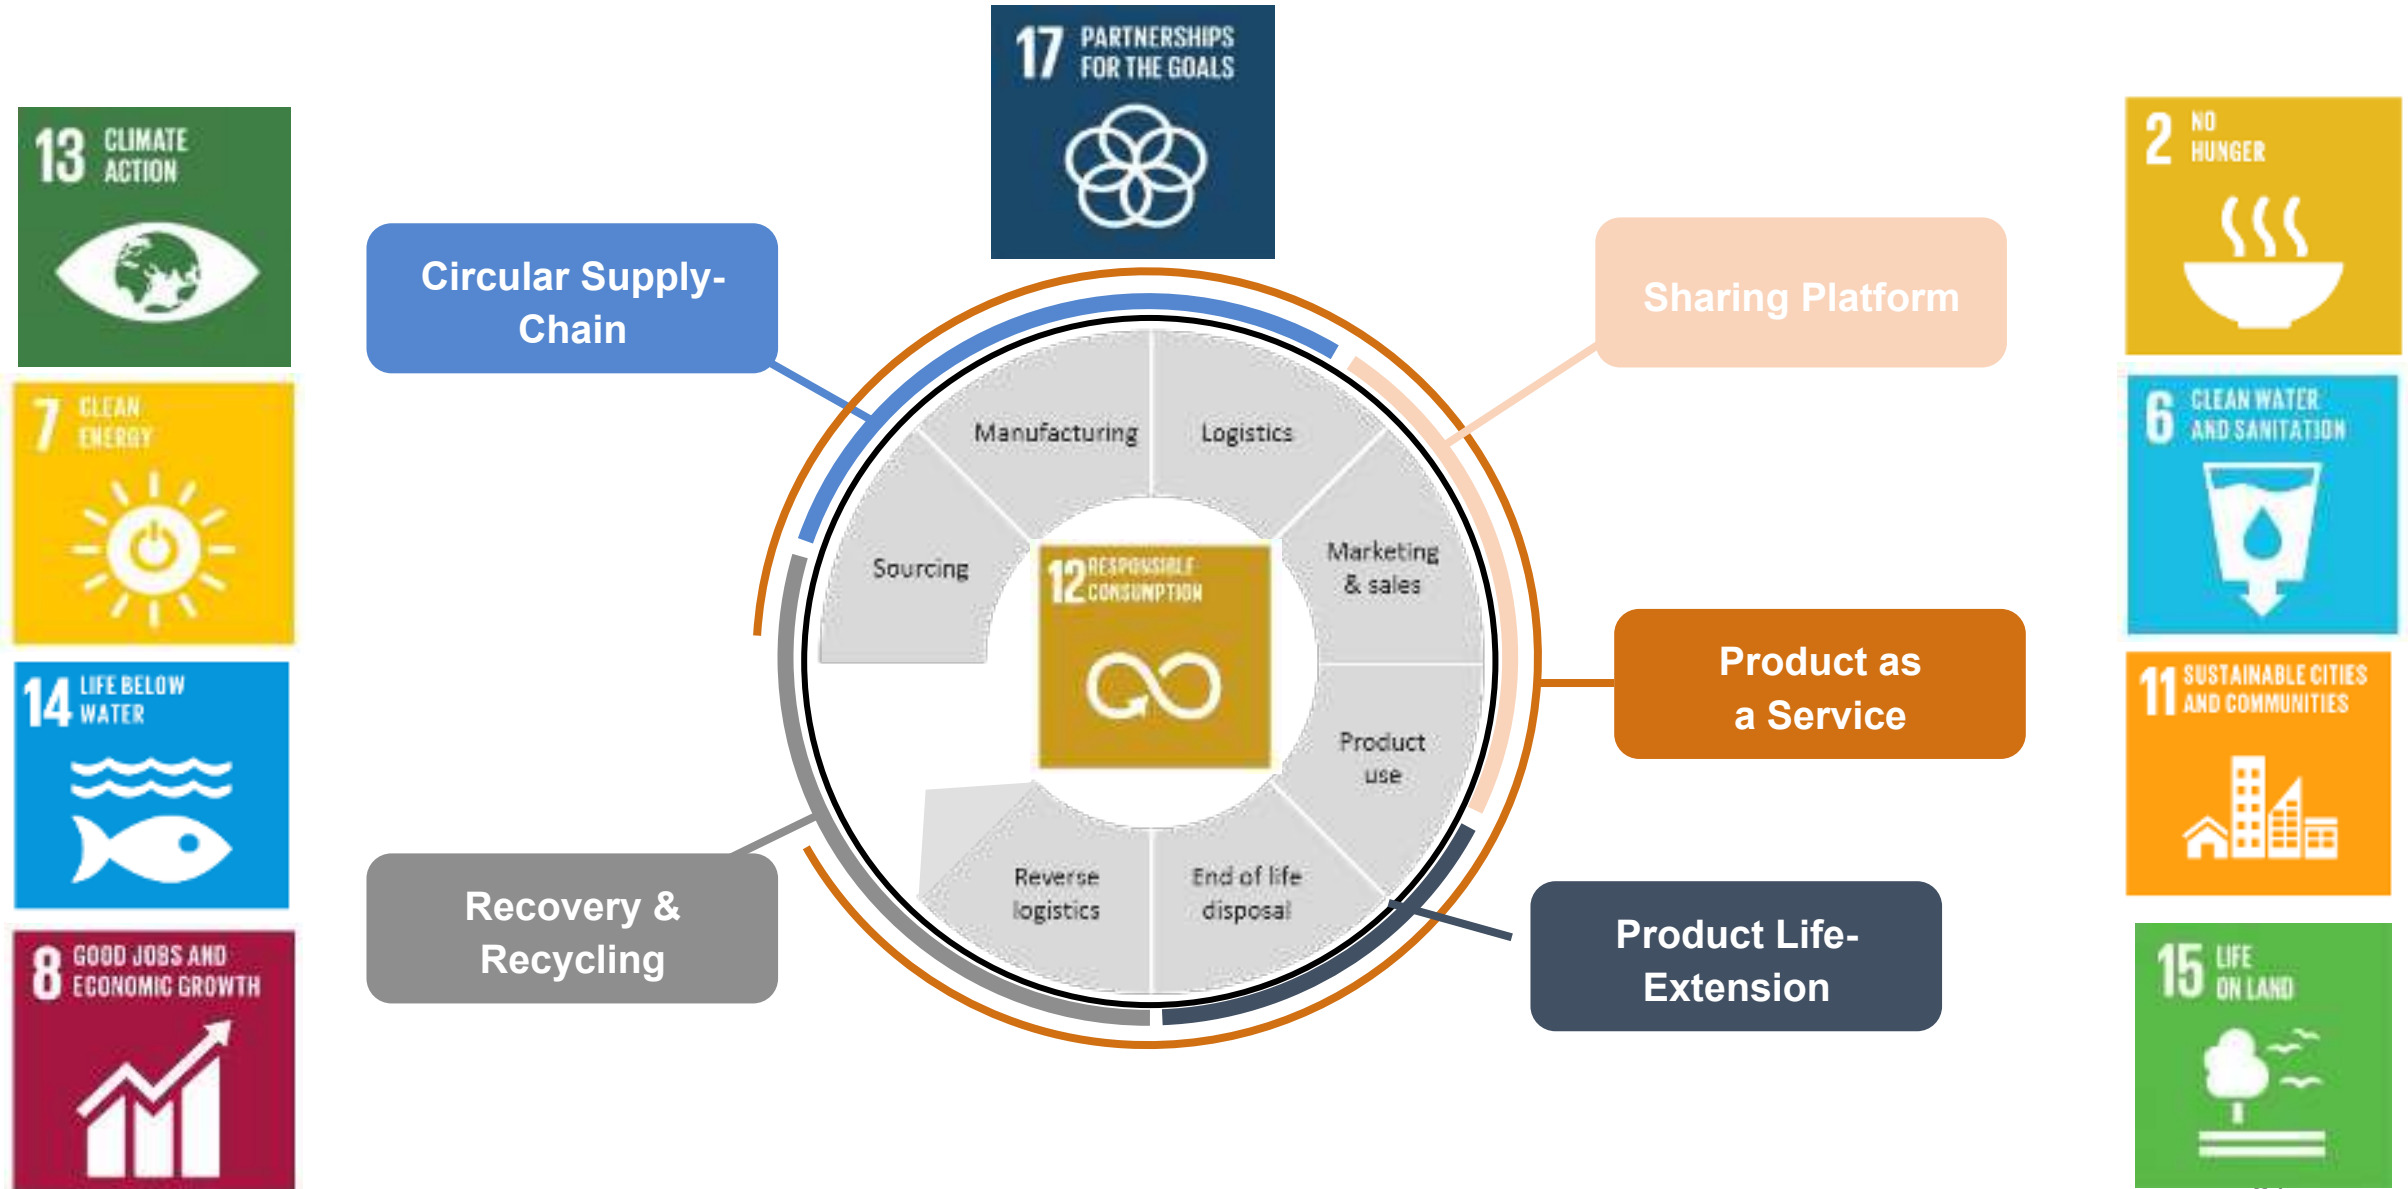 17 PARTNERSHIPS
FOR THE GOALS
13 CLIMATE
ACTION
7 CLEAN
ENERGY
14 LIFE BELOW
WATER
8 GOOD JOBS AND
ECONOMIC GROWTH
Circular Supply-
Chain
Recovery &
Recycling
Manufacturing
Logistics
Sourcing
Marketing
& sales
12 RESPONSIBLE
CONSUMPTION
Product
use
Reverse
logistics
End of life
disposal
Sharing Platform
Product as
a Service
Product Life-
Extension
2 NO
HUNGER
6 CLEAN WATER
AND SANITATION
11 SUSTAINABLE CITIES
AND COMMUNITIES
15 LIFE
ON LAND